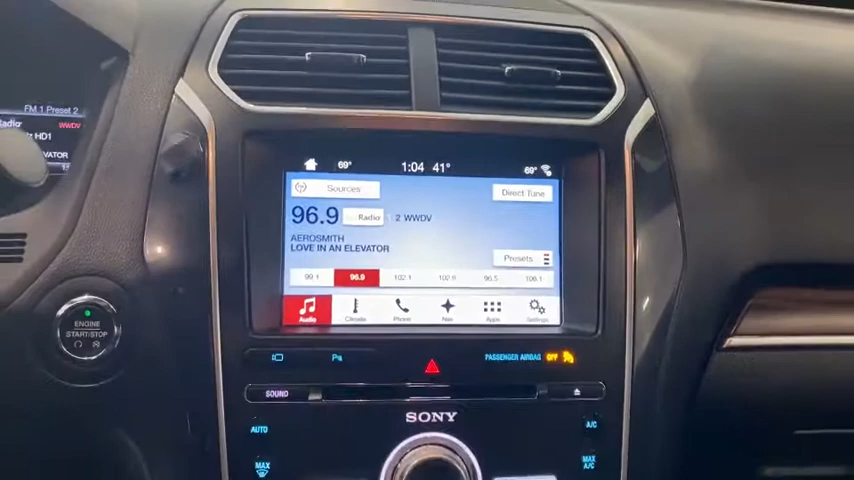 FM 1 Preset 2
Radio WWDV
HD1
WWDV
69° 1:04 41° 69°
Sources Direct Tune
96.9 Radio 2 WWDV
AEROSMITH
LOVE IN AN ELEVATOR
Presets
99.1 96.9 102.1 102.9 96.5 106.1
Audio Climate Phone Nav Apps Settings
ENGINE
START/STOP
PASSENGER AIRBAG OFF
SOUND
SONY
AUTO A/C
MAX MAX
A/C